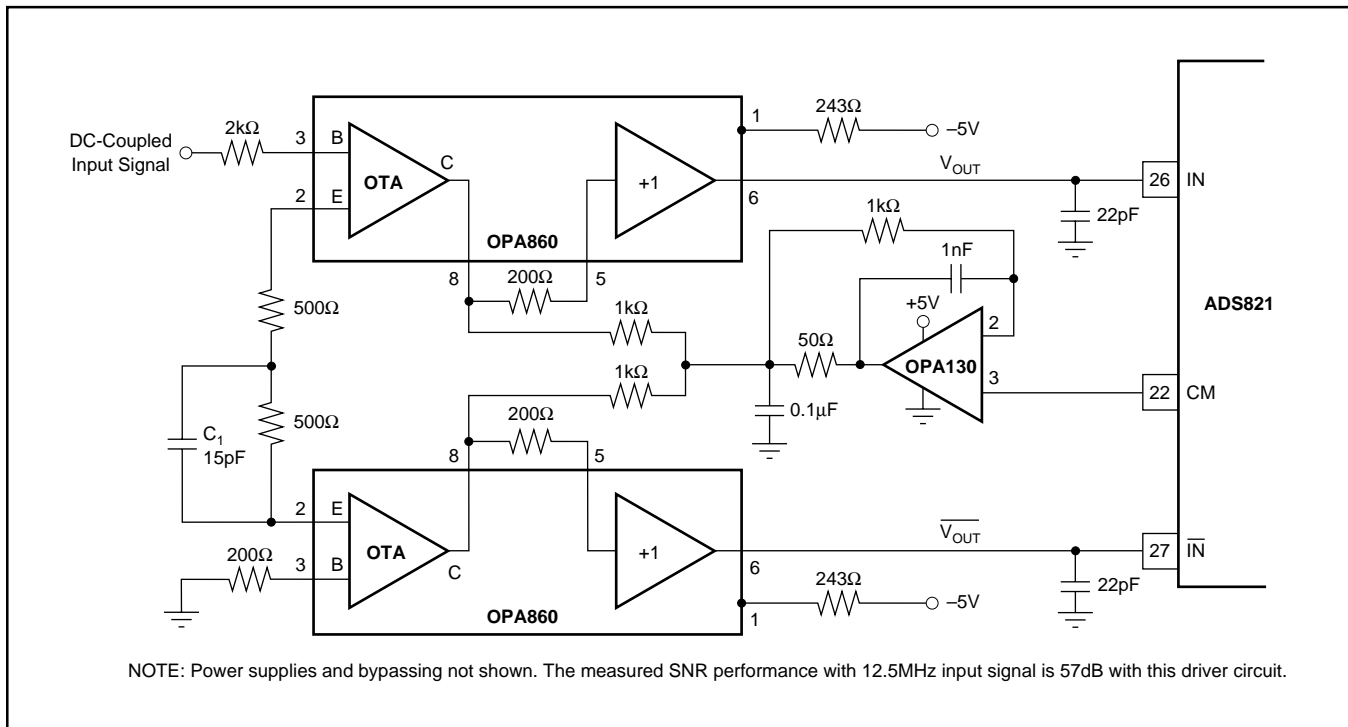 DC-Coupled
Input Signal
2kΩ
3
B
C
OTA
2
E
+1
OPA860
1
243Ω
–5V
6
VOUT
26
IN
22pF
8
200Ω
5
1kΩ
1nF
+5V
2
ADS821
500Ω
1kΩ
50Ω
OPA130
3
22
CM
1kΩ
0.1µF
500Ω
C1
15pF
8
200Ω
5
2
E
OTA
+1
VOUT
27
IN
200Ω
3
B
C
6
22pF
243Ω
–5V
OPA860
1
NOTE: Power supplies and bypassing not shown. The measured SNR performance with 12.5MHz input signal is 57dB with this driver circuit.